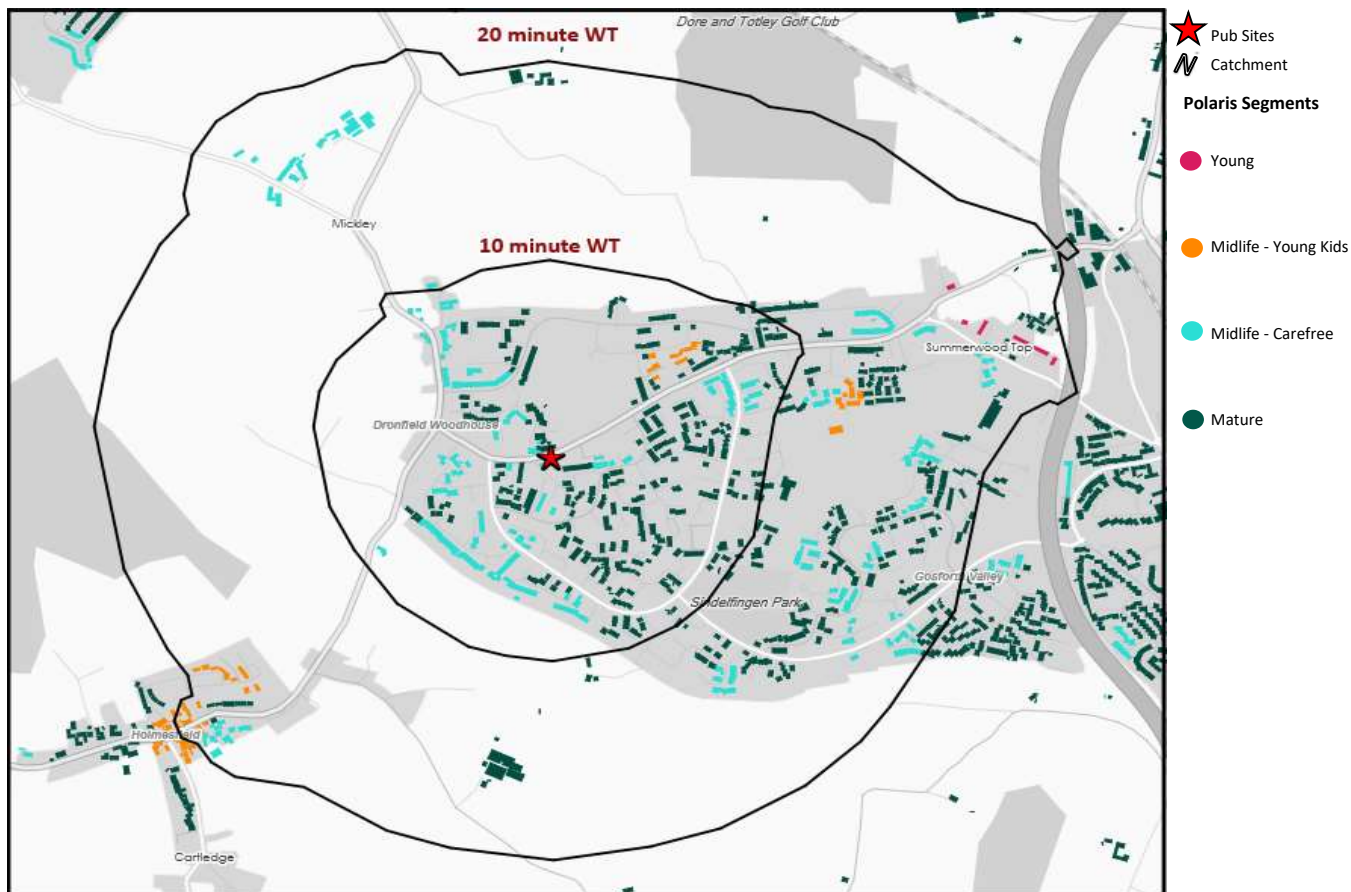 Dore and Totley Golf Club
20 minute WT
Mickley
10 minute WT
Summerwood Top
Dronfield Woodhouse
Gosforth Valley
Sindelfingen Park
Holmesfield
Cartledge
Pub Sites
Catchment
Polaris Segments
Young
Midlife - Young Kids
Midlife - Carefree
Mature